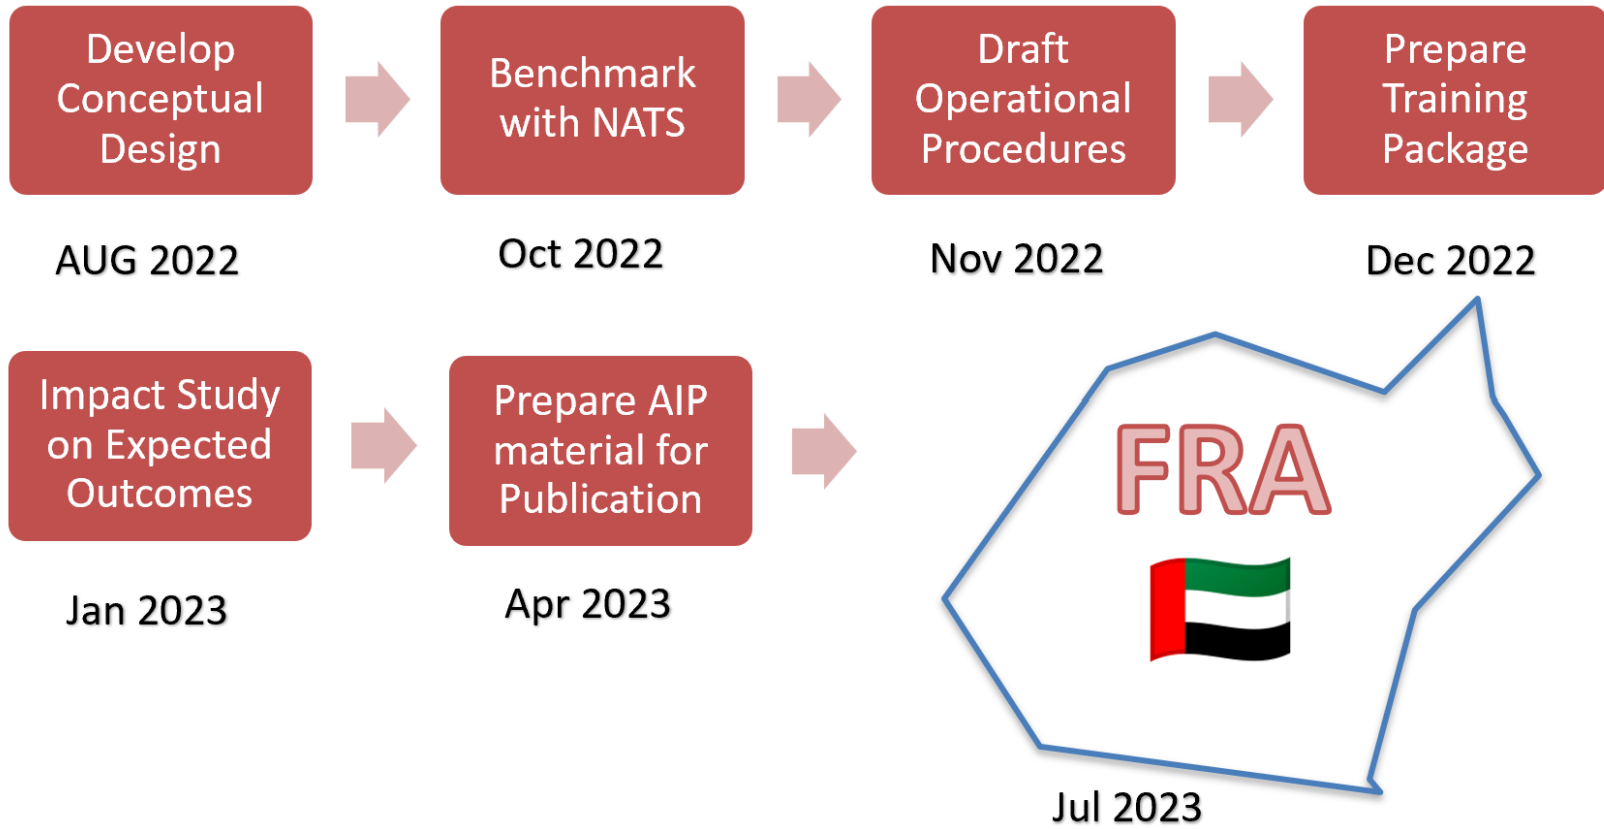 Develop
Conceptual
Design
Benchmark
with NATS
Draft
Operational
Procedures
Prepare
Training
Package
AUG 2022
Oct 2022
Nov 2022
Dec 2022
Impact Study
on Expected
Outcomes
Prepare AIP
material for
Publication
FRA
Jan 2023
Apr 2023
Jul 2023